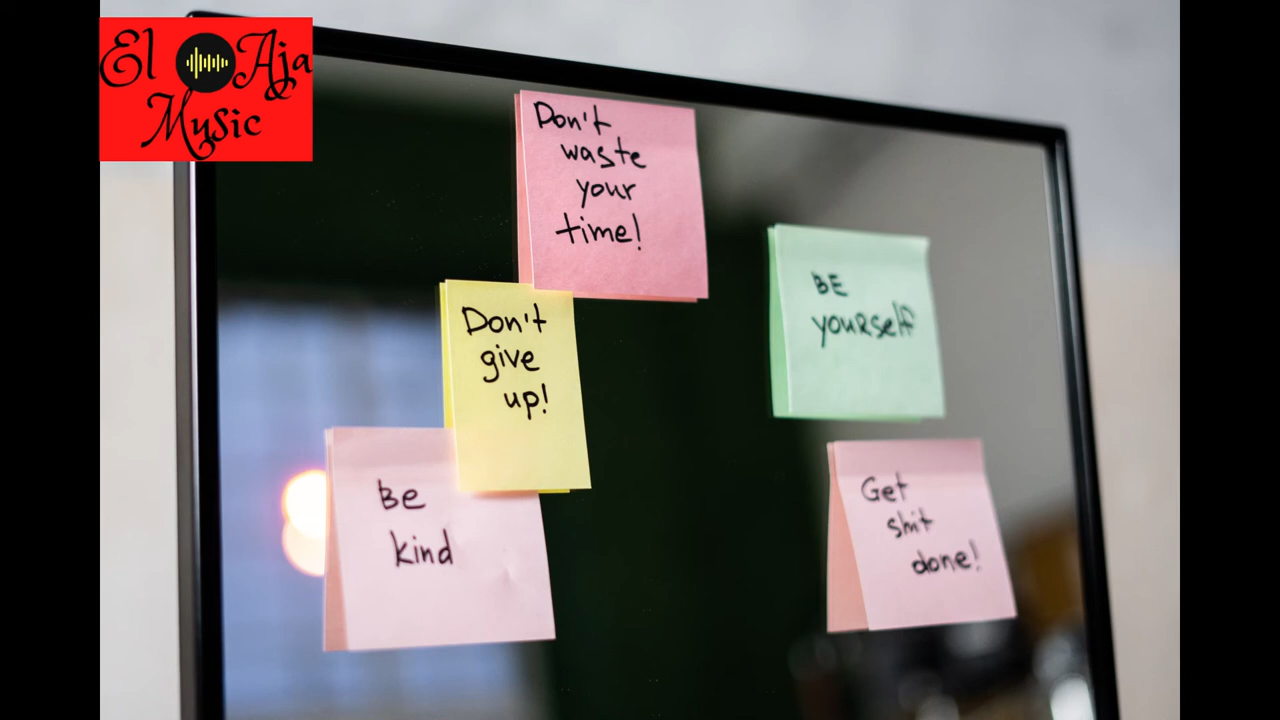 El Aja
Music
Don't
waste
your
time!
BE
yourself
Don't
give
up!
Be
kind
Get
shit
done!